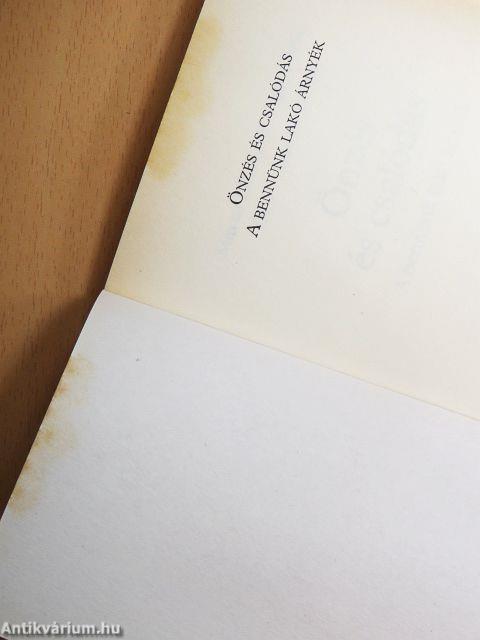 ÖNZÉS ÉS CSALÓDÁS
A BENNÜNK LAKÓ ÁRNYÉK
Antikvárium.hu